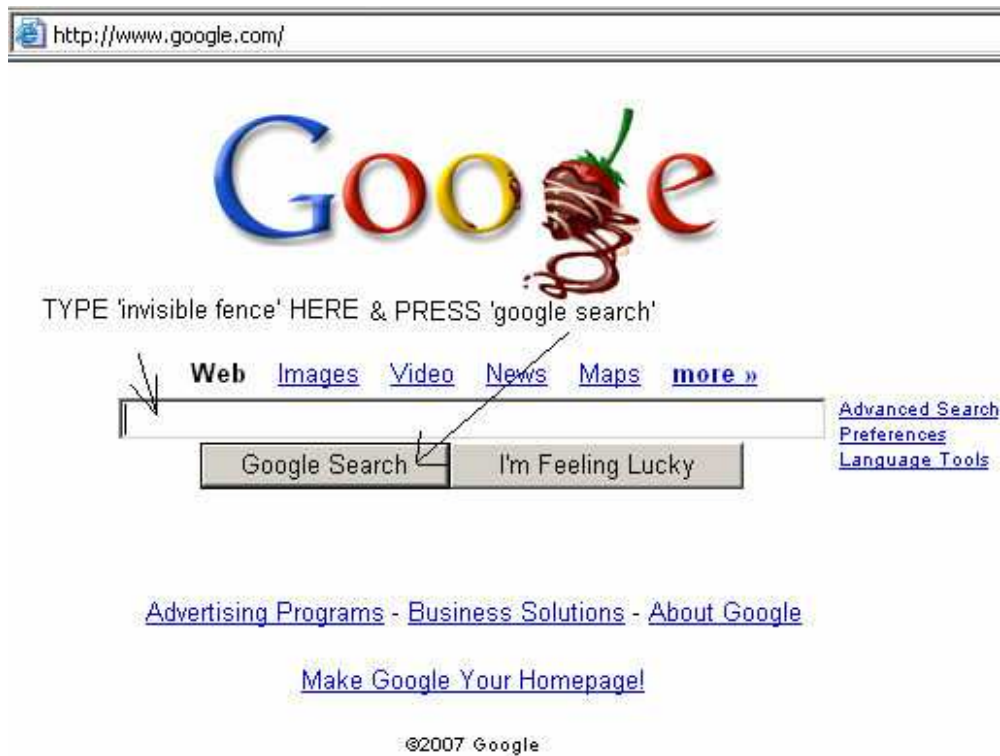 http://www.google.com/
Google
TYPE 'invisible fence' HERE & PRESS 'google search'
Web Images Video News Maps more »
Advanced Search
Preferences
Language Tools
Google Search I'm Feeling Lucky
Advertising Programs - Business Solutions - About Google
Make Google Your Homepage!
©2007 Google